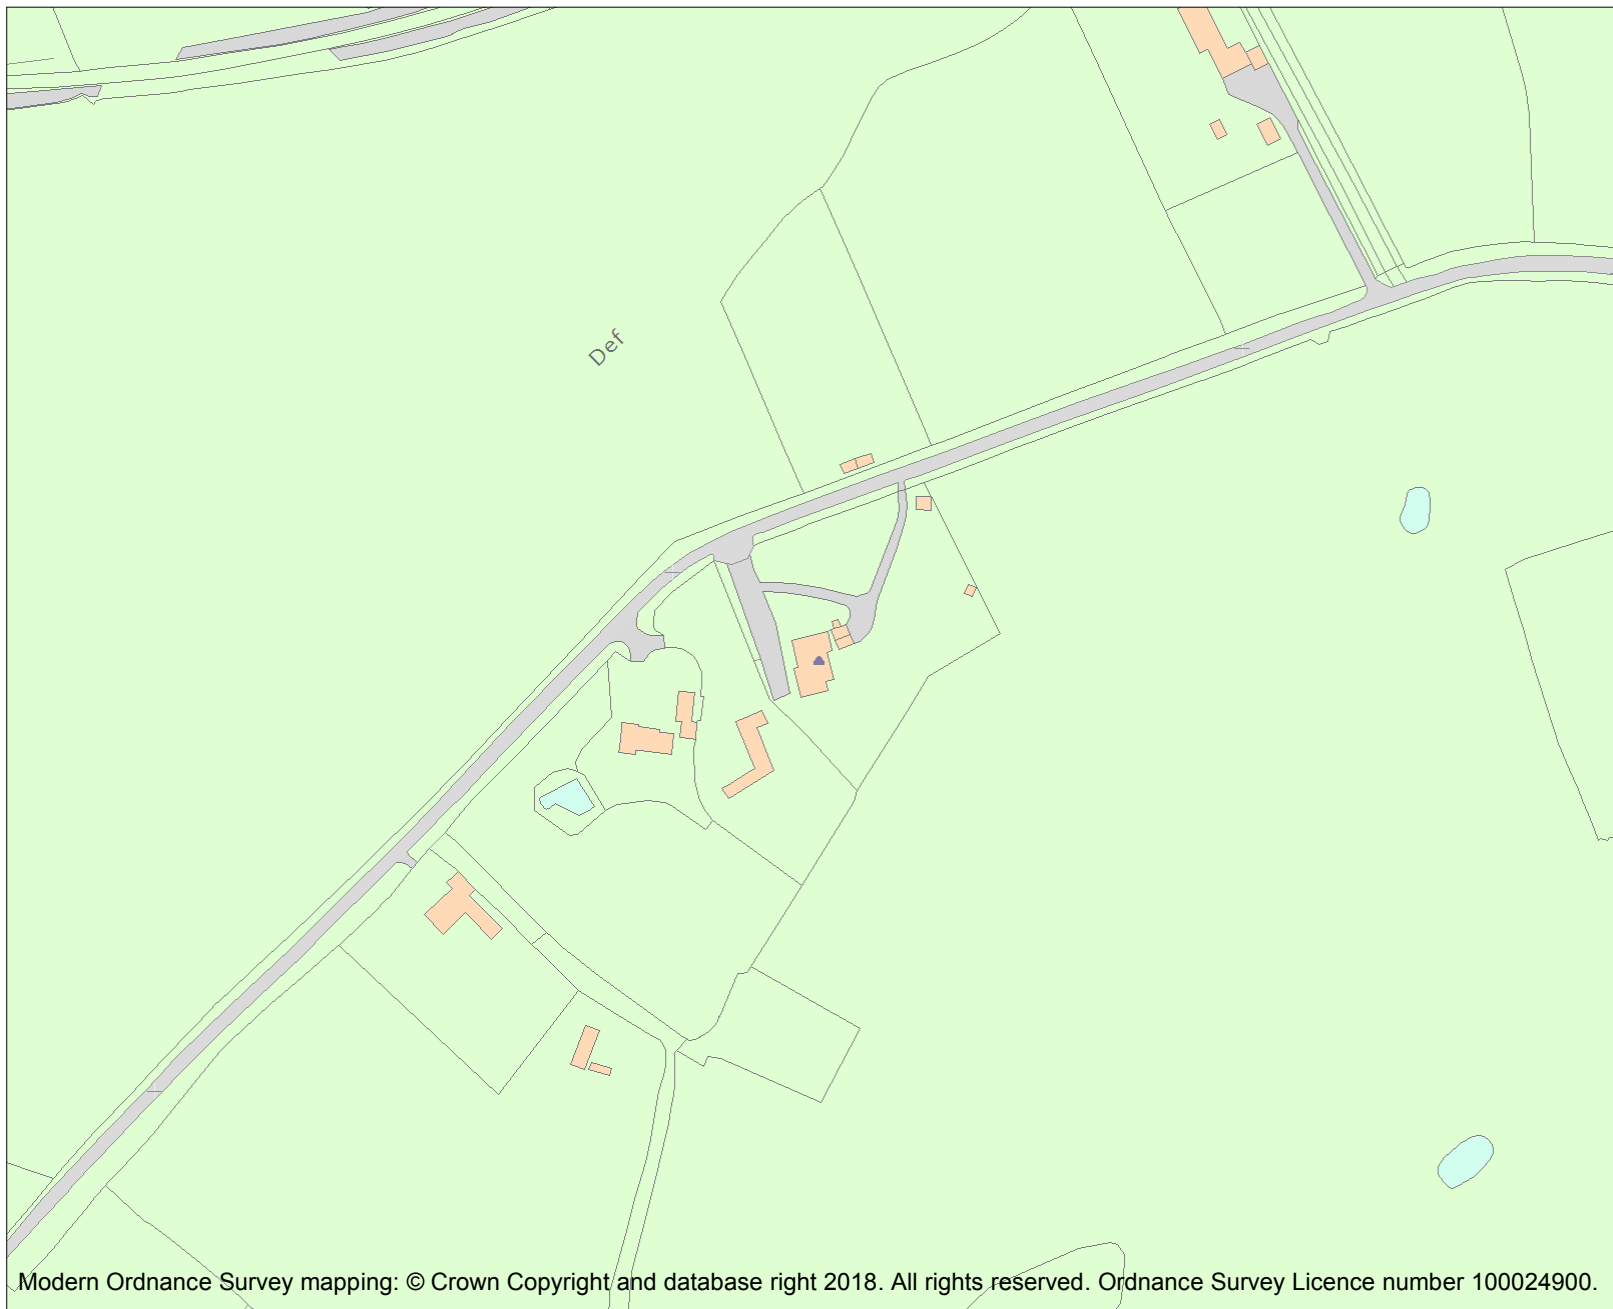 Def
Modern Ordnance Survey mapping: © Crown Copyright and database right 2018. All rights reserved. Ordnance Survey Licence number 100024900.